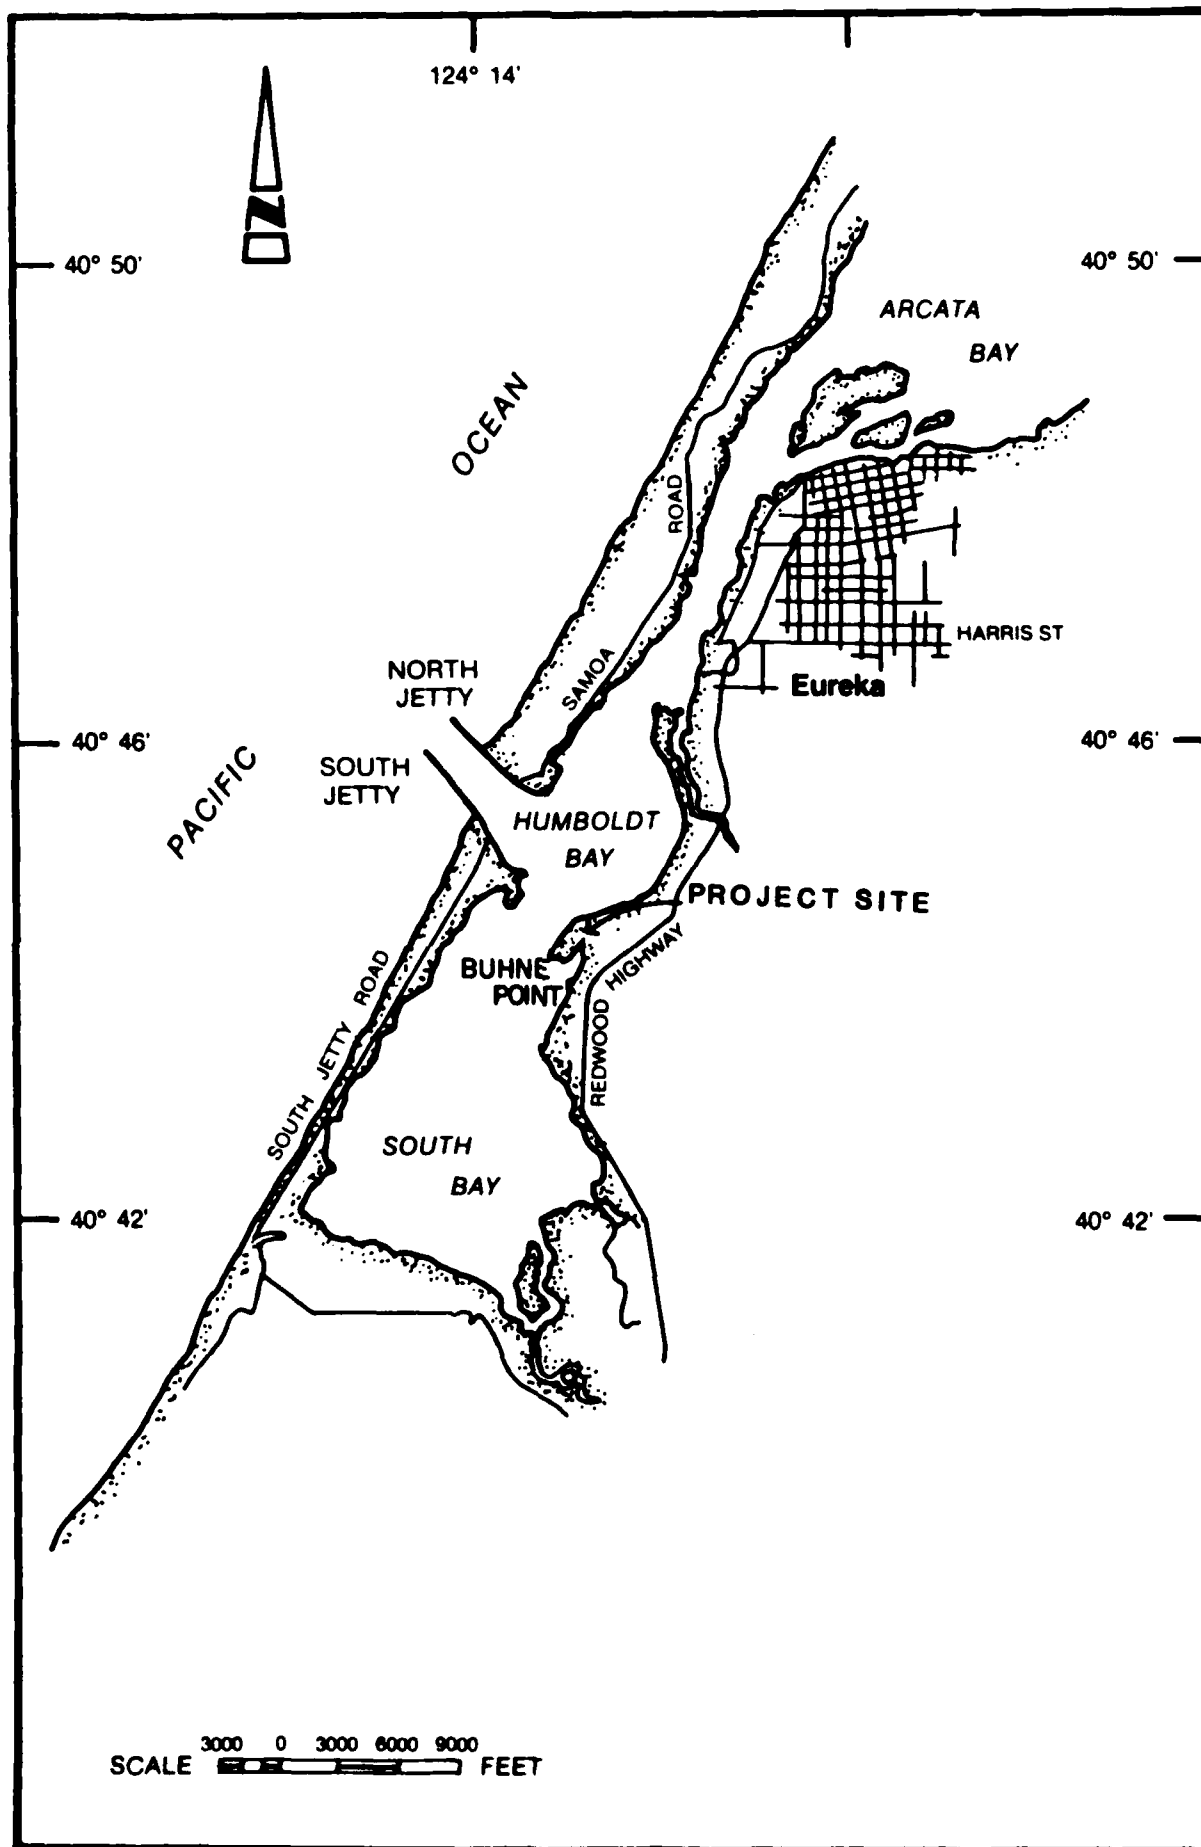 124° 14'
N
40° 50'
40° 50'
ARCATA
BAY
OCEAN
ROAD
HARRIS ST
NORTH
JETTY
SAMOA
Eureka
40° 46'
40° 46'
PACIFIC
SOUTH
JETTY
HUMBOLDT
BAY
PROJECT SITE
BUHNE
POINT
REDWOOD HIGHWAY
SOUTH JETTY ROAD
SOUTH
BAY
40° 42'
40° 42'
3000 0 3000 6000 9000
SCALE FEET